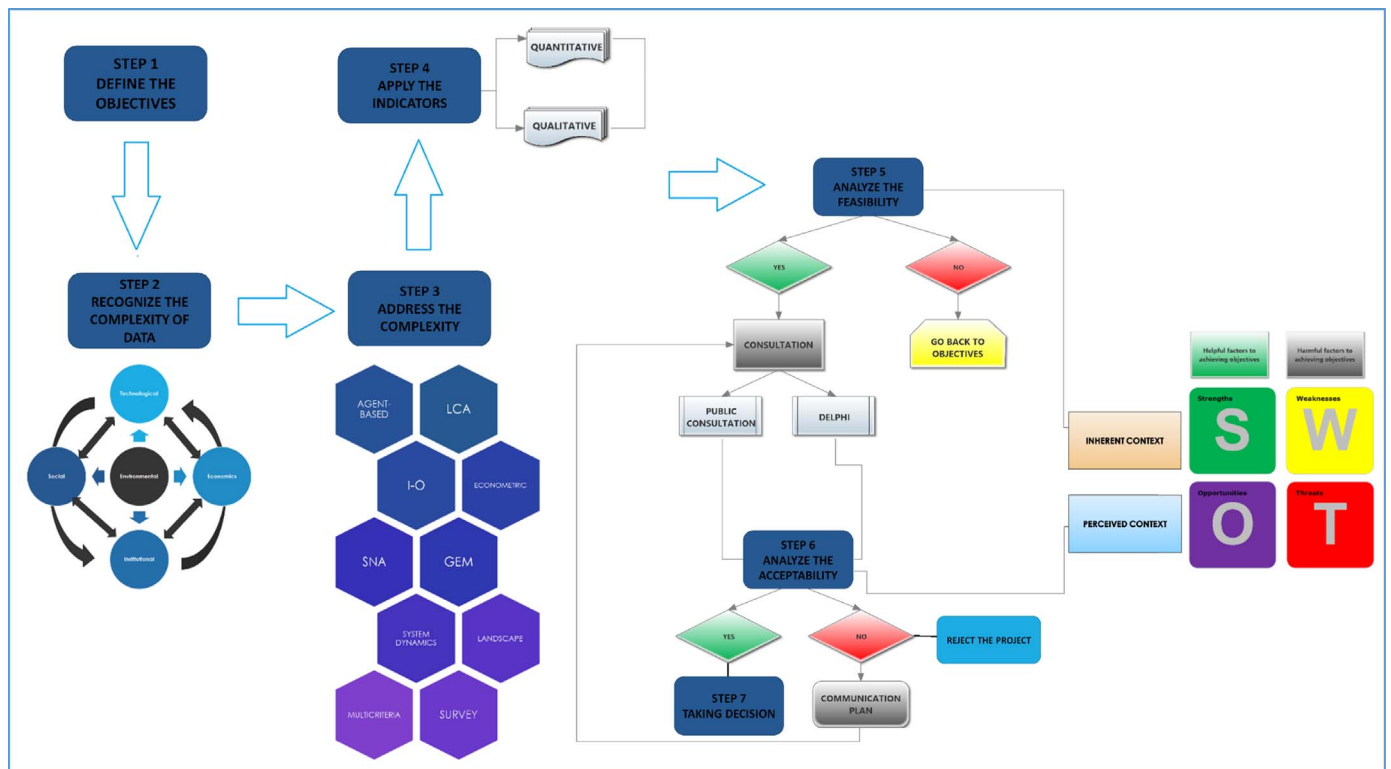 STEP 1
DEFINE THE
OBJECTIVES
STEP 2
RECOGNIZE THE
COMPLEXITY OF
DATA
Technological
Social
Environmental
Economics
Institutional
STEP 3
ADDRESS THE
COMPLEXITY
AGENT-
BASED
LCA
I-O
ECONOMETRIC
SNA
GEM
SYSTEM
DYNAMICS
LANDSCAPE
MULTICRITERIA
SURVEY
STEP 4
APPLY THE
INDICATORS
QUANTITATIVE
QUALITATIVE
STEP 5
ANALYZE THE
FEASIBILITY
YES
NO
CONSULTATION
GO BACK TO
OBJECTIVES
PUBLIC
CONSULTATION
DELPHI
STEP 6
ANALYZE THE
ACCEPTABILITY
YES
NO
REJECT THE PROJECT
STEP 7
TAKING DECISION
COMMUNICATION
PLAN
INHERENT CONTEXT
PERCEIVED CONTEXT
Helpful factors to
achieving objectives
Harmful factors to
achieving objectives
Strengths
S
Weaknesses
W
Opportunities
O
Threats
T